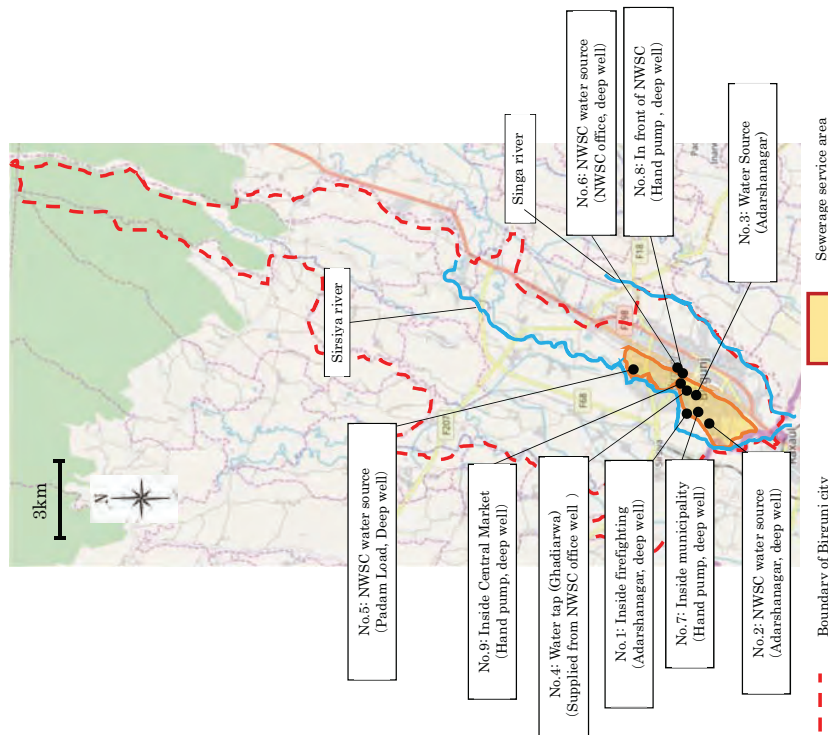 3km
N
No.5: NWSC water source
(Padam Load, Deep well)
No.9: Inside Central Market
(Hand pump, deep well)
No.4: Water tap (Ghadiarwa)
(Supplied from NWSC office well )
No.1: Inside firefighting
(Adarshanagar, deep well)
No.7: Inside municipality
(Hand pump, deep well)
No.2: NWSC water source
(Adarshanagar, deep well)
Sirsiya river
Singa river
No.6: NWSC water source
(NWSC office, deep well)
No.8: In front of NWSC
(Hand pump , deep well)
No.3: Water Source
(Adarshanagar)
F207
F68
F18
Boundary of Birgunj city
Sewerage service area